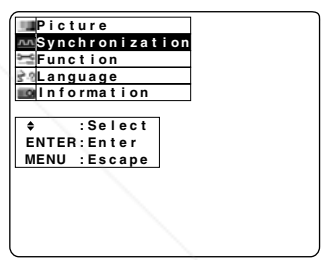 Picture
Synchronization
Function
Language
Information
:Select
ENTER:Enter
MENU :Escape